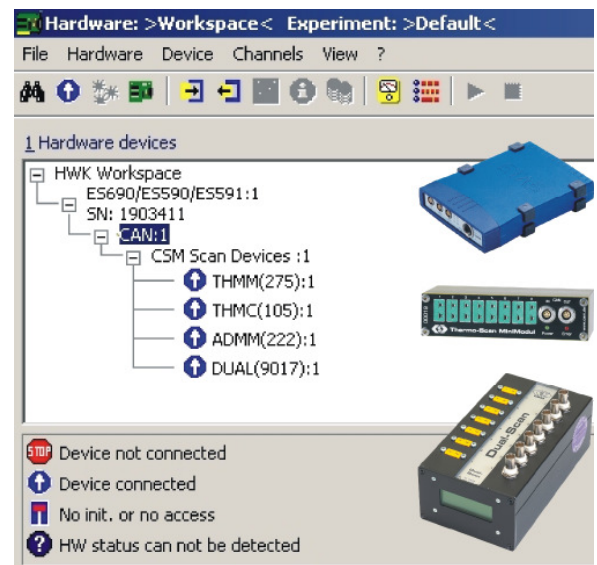 Hardware: >Workspace< Experiment: >Default<
File Hardware Device Channels View ?
1 Hardware devices
HWK Workspace
ES690/ES590/ES591:1
SN: 1903411
CAN:1
CSM Scan Devices :1
THMM(275):1
THMC(105):1
ADMM(222):1
DUAL(9017):1
Thermo-Scan MiniModul
Dual-Scan
STOP Device not connected
Device connected
No init. or no access
? HW status can not be detected